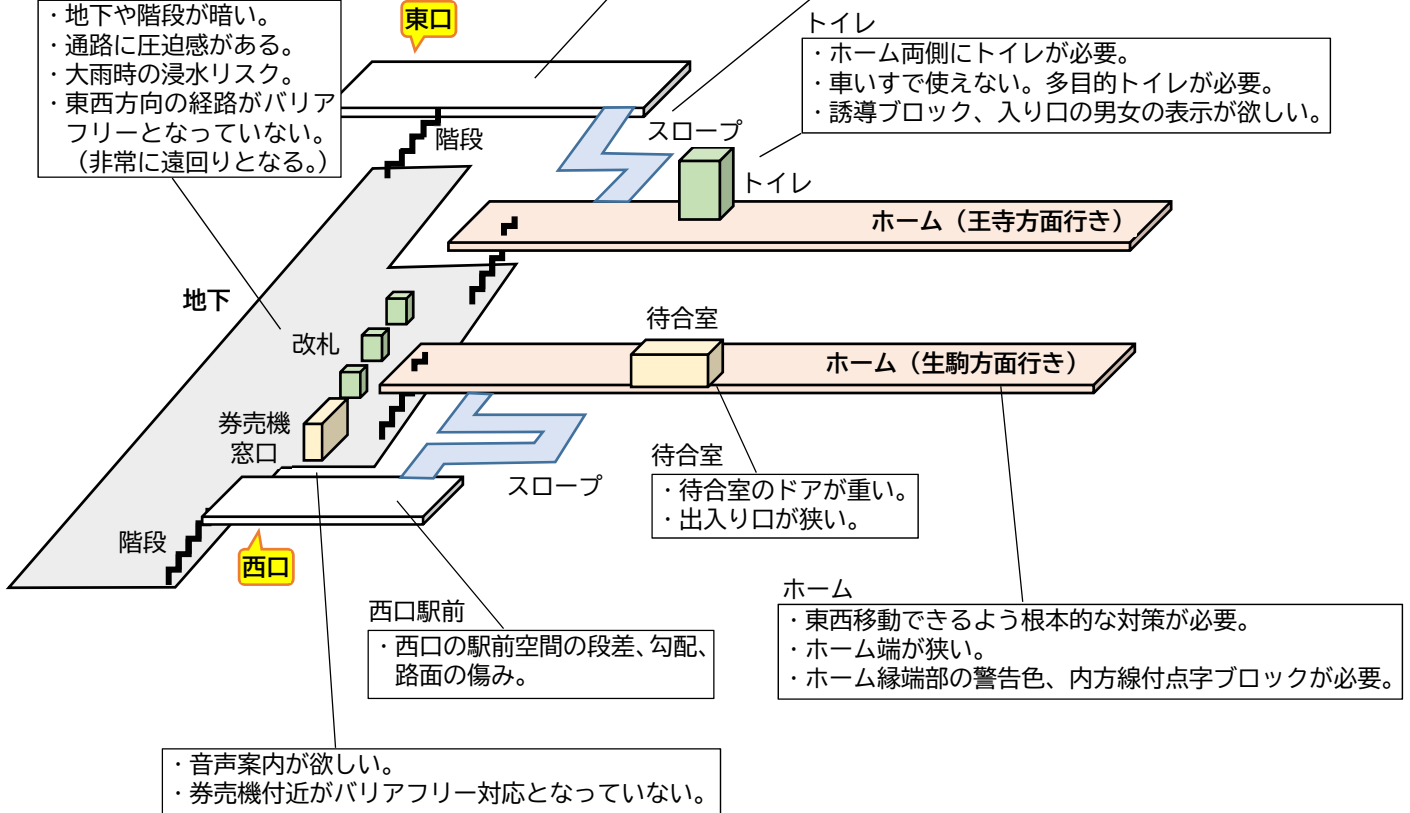 ・地下や階段が暗い。
・通路に圧迫感がある。
・大雨時の浸水リスク。
・東西方向の経路がバリア
フリーとなっていない。
（非常に遠回りとなる。）
東口
トイレ
・ホーム両側にトイレが必要。
・車いすで使えない。多目的トイレが必要。
・誘導ブロック、入り口の男女の表示が欲しい。
階段
スロープ
トイレ
ホーム（王寺方面行き）
地下
改札
待合室
ホーム（生駒方面行き）
券売機
窓口
スロープ
待合室
・待合室のドアが重い。
・出入り口が狭い。
階段
西口
西口駅前
・西口の駅前空間の段差、勾配、
路面の傷み。
ホーム
・東西移動できるよう根本的な対策が必要。
・ホーム端が狭い。
・ホーム縁端部の警告色、内方線付点字ブロックが必要。
・音声案内が欲しい。
・券売機付近がバリアフリー対応となっていない。